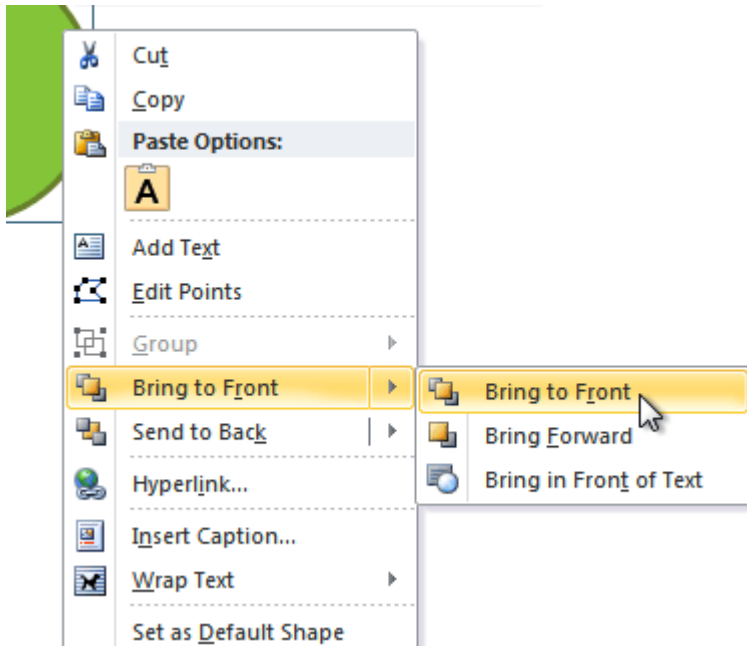 Cut
Copy
Paste Options:
A
Add Text
Edit Points
Group
Bring to Front
Send to Back
Hyperlink...
Insert Caption...
Wrap Text
Set as Default Shape
Bring to Front
Bring Forward
Bring in Front of Text